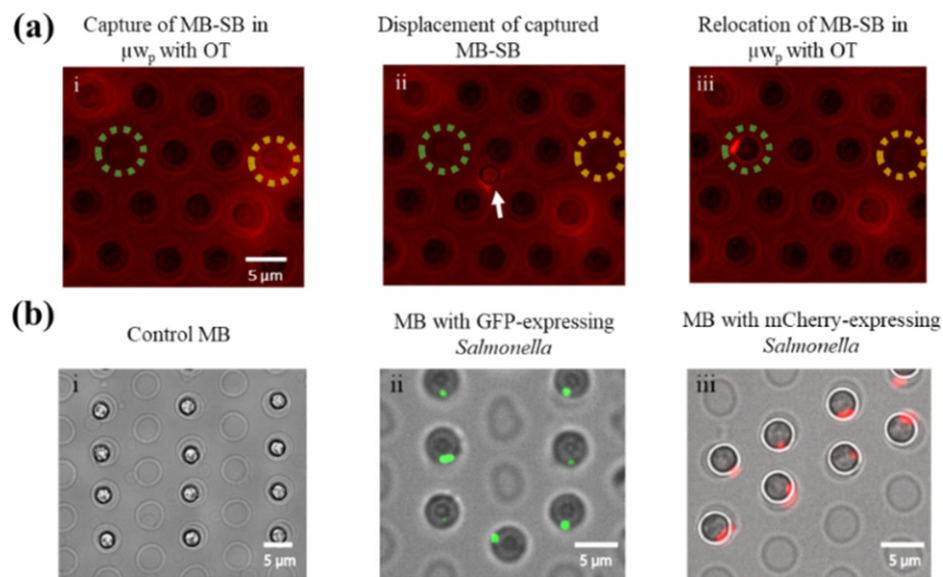 (a)
Capture of MB-SB in
μwp with OT
Displacement of captured
MB-SB
Relocation of MB-SB in
μwp with OT
i
ii
iii
5 μm
(b)
Control MB
MB with GFP-expressing
Salmonella
MB with mCherry-expressing
Salmonella
i
ii
iii
5 μm
5 μm
5 μm